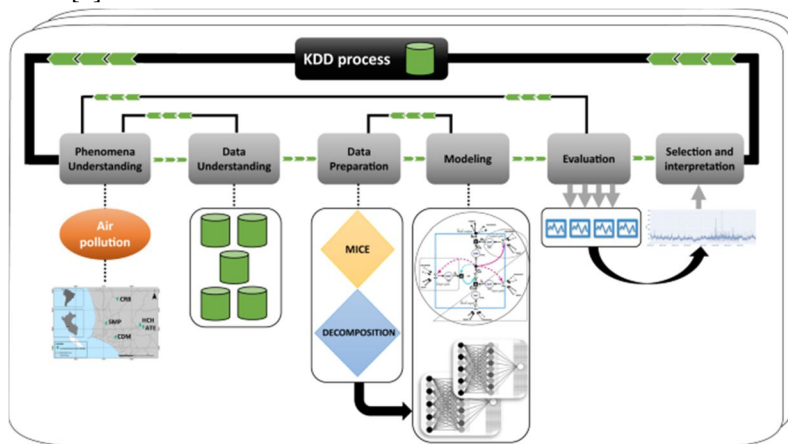 KDD process
Phenomena
Understanding
Data
Understanding
Data
Preparation
Modeling
Evaluation
Selection and
interpretation
Air
pollution
MICE
DECOMPOSITION
CRB
SMP
HCH
ATE
CDM